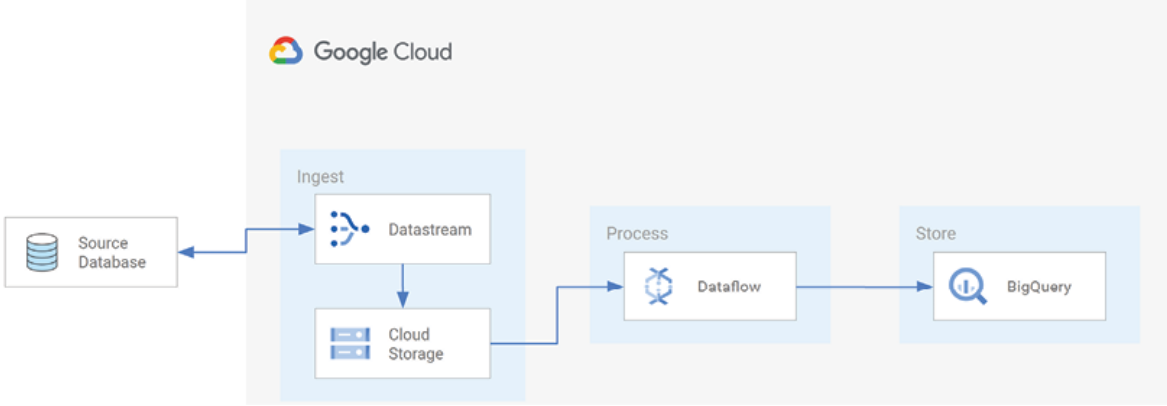 Google Cloud
Ingest
Datastream
Source
Database
Process
Store
Dataflow
BigQuery
Cloud
Storage